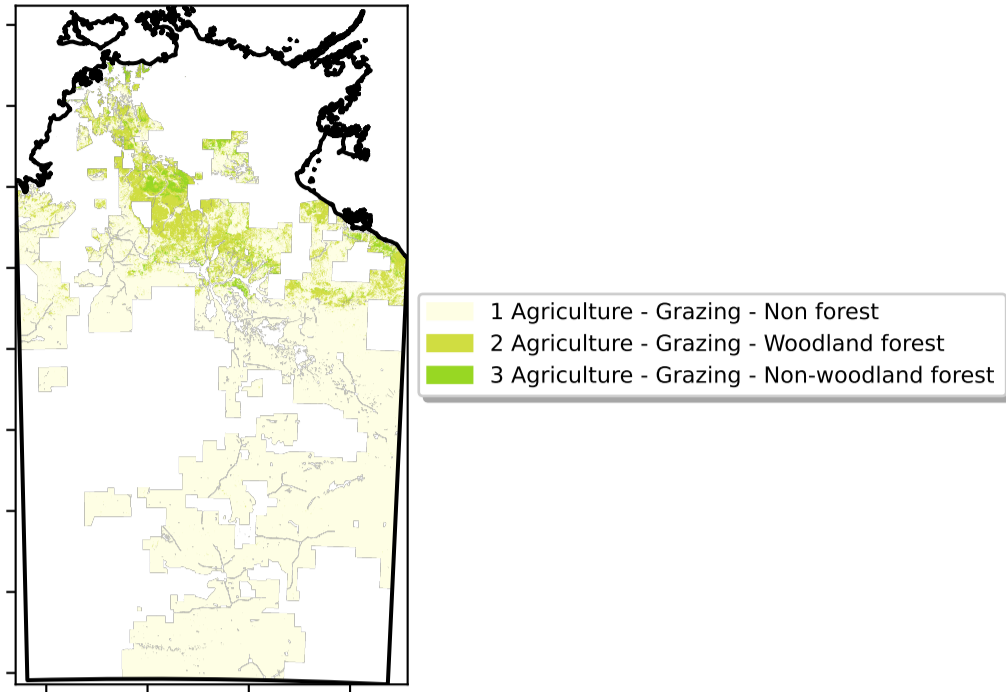 1 Agriculture - Grazing - Non forest
2 Agriculture - Grazing - Woodland forest
3 Agriculture - Grazing - Non-woodland forest